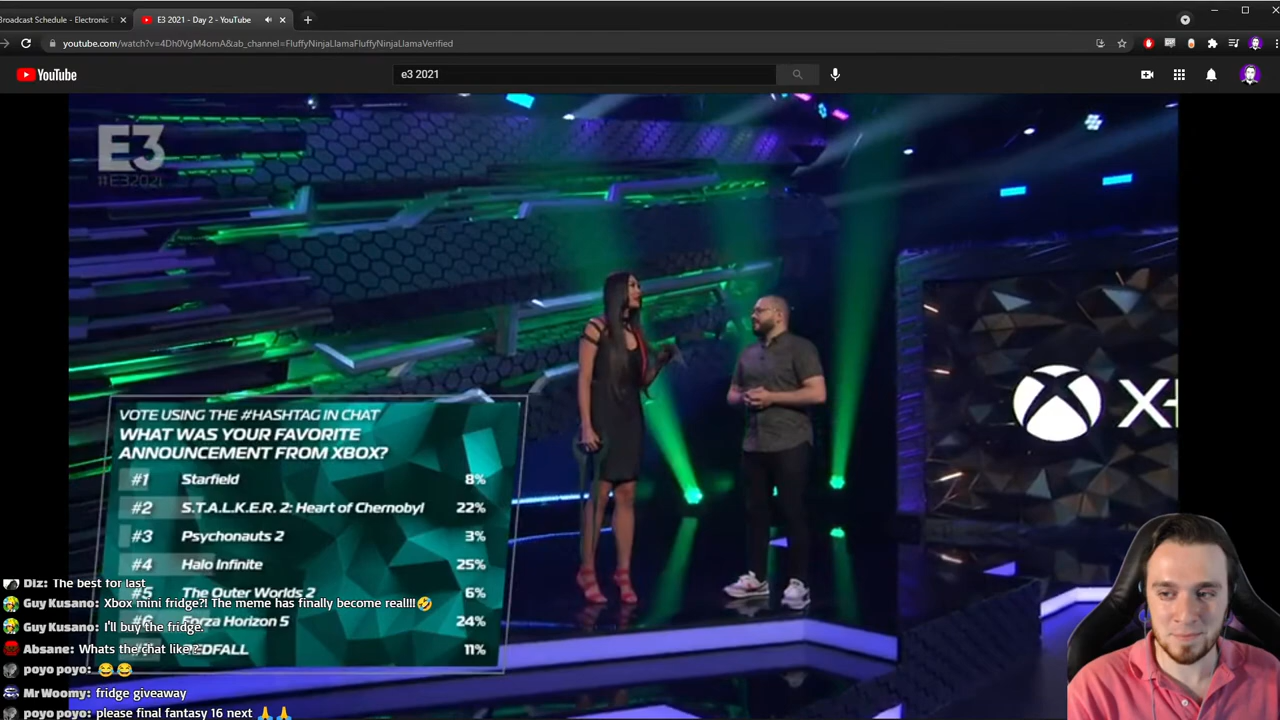 Broadcast Schedule - Electronic E
E3 2021 - Day 2 - YouTube
youtube.com/watch?v=4Dh0VgM4omA&ab_channel=FluffyNinjaLlamaFluffyNinjaLlamaVerified
YouTube
e3 2021
E3
#E32021
XB
VOTE USING THE #HASHTAG IN CHAT
WHAT WAS YOUR FAVORITE
ANNOUNCEMENT FROM XBOX?
#1 Starfield 8%
#2 S.T.A.L.K.E.R. 2: Heart of Chernobyl 22%
#3 Psychonauts 2 3%
#4 Halo Infinite 25%
#5 The Outer Worlds 2 6%
#6 Forza Horizon 5 24%
REDFALL 11%
Diz: The best for last
Guy Kusano: Xbox mini fridge?! The meme has finally become real!!!🤣
Guy Kusano: I'll buy the fridge.
Absane: Whats the chat like ?
poyo poyo: 😂 😂
Mr Woomy: fridge giveaway
poyo poyo: please final fantasy 16 next 🙏 🙏